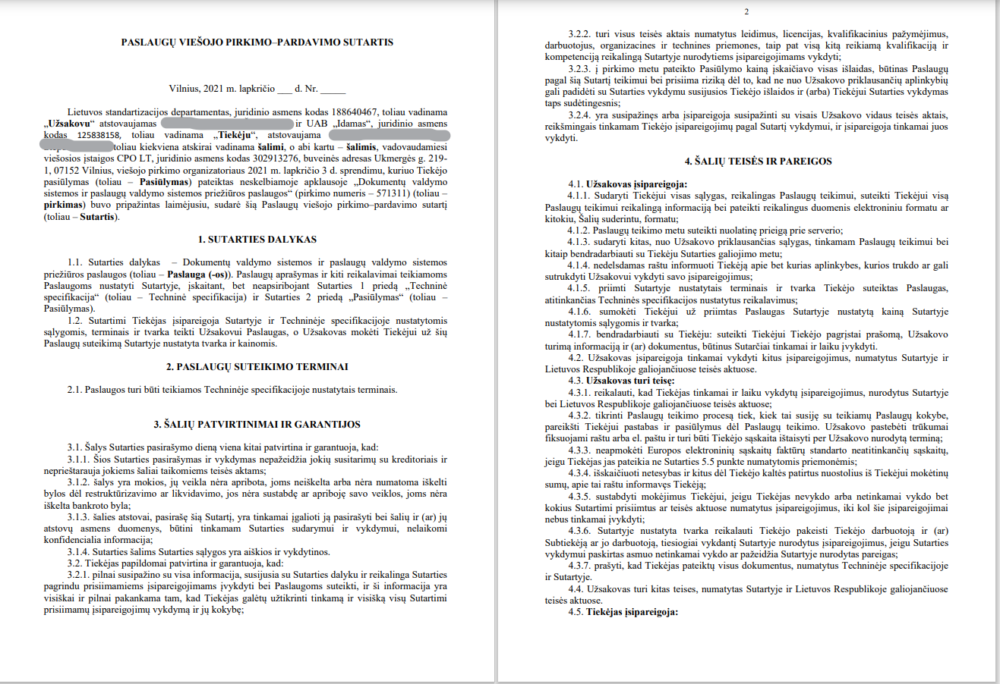 PASLAUGŲ VIEŠOJO PIRKIMO–PARDAVIMO SUTARTIS
Vilnius, 2021 m. lapkričio ___ d. Nr. _____
Lietuvos standartizacijos departamentas, juridinio asmens kodas 188640467, toliau vadinama
„Užsakovu“ atstovaujamas ir UAB „Idamas“, juridinio asmens
kodas 125838158, toliau vadinama „Tiekėju“, atstovaujama
toliau kiekviena atskirai vadinama šalimi, o abi kartu – šalimis, vadovaudamiesi
viešosios įstaigos CPO LT, juridinio asmens kodas 302913276, buveinės adresas Ukmergės g. 219-
1, 07152 Vilnius, viešojo pirkimo organizatoriaus 2021 m. lapkričio 3 d. sprendimu, kuriuo Tiekėjo
pasiūlymas (toliau – Pasiūlymas) pateiktas neskelbiamoje apklausoje „Dokumentų valdymo
sistemos ir paslaugų valdymo sistemos priežiūros paslaugos“ (pirkimo numeris – 571311) (toliau –
pirkimas) buvo pripažintas laimėjusiu, sudarė šią Paslaugų viešojo pirkimo–pardavimo sutartį
(toliau – Sutartis).
1. SUTARTIES DALYKAS
1.1. Sutarties dalykas – Dokumentų valdymo sistemos ir paslaugų valdymo sistemos
priežiūros paslaugos (toliau – Paslauga (-os)). Paslaugų aprašymas ir kiti reikalavimai teikiamoms
Paslaugoms nustatyti Sutartyje, įskaitant, bet neapsiribojant Sutarties 1 priedą „Techninė
specifikacija“ (toliau – Techninė specifikacija) ir Sutarties 2 priedą „Pasiūlymas“ (toliau –
Pasiūlymas).
1.2. Sutartimi Tiekėjas įsipareigoja Sutartyje ir Techninėje specifikacijoje nustatytomis
sąlygomis, terminais ir tvarka teikti Užsakovui Paslaugas, o Užsakovas mokėti Tiekėjui už šių
Paslaugų suteikimą Sutartyje nustatyta tvarka ir kainomis.
2. PASLAUGŲ SUTEIKIMO TERMINAI
2.1. Paslaugos turi būti teikiamos Techninėje specifikacijoje nustatytais terminais.
3. ŠALIŲ PATVIRTINIMAI IR GARANTIJOS
3.1. Šalys Sutarties pasirašymo dieną viena kitai patvirtina ir garantuoja, kad:
3.1.1. Šios Sutarties pasirašymas ir vykdymas nepažeidžia jokių susitarimų su kreditoriais ir
neprieštarauja jokiems šaliai taikomiems teisės aktams;
3.1.2. šalys yra mokios, jų veikla nėra apribota, joms neiškelta arba nėra numatoma iškelti
bylos dėl restruktūrizavimo ar likvidavimo, jos nėra sustabdę ar apriboję savo veiklos, joms nėra
iškelta bankroto byla;
3.1.3. šalies atstovai, pasirašę šią Sutartį, yra tinkamai įgalioti ją pasirašyti bei šalių ir (ar) jų
atstovų asmens duomenys, būtini tinkamam Sutarties sudarymui ir vykdymui, nelaikomi
konfidencialia informacija;
3.1.4. Sutarties šalims Sutarties sąlygos yra aiškios ir vykdytinos.
3.2. Tiekėjas papildomai patvirtina ir garantuoja, kad:
3.2.1. pilnai susipažino su visa informacija, susijusia su Sutarties dalyku ir reikalinga Sutarties
pagrindu prisiimamiems įsipareigojimams įvykdyti bei Paslaugoms suteikti, ir ši informacija yra
visiškai ir pilnai pakankama tam, kad Tiekėjas galėtų užtikrinti tinkamą ir visišką visų Sutartimi
prisiimamų įsipareigojimų vykdymą ir jų kokybę;
2
3.2.2. turi visus teisės aktais numatytus leidimus, licencijas, kvalifikacinius pažymėjimus,
darbuotojus, organizacines ir technines priemones, taip pat visą kitą reikiamą kvalifikaciją ir
kompetenciją reikalingą Sutartyje nurodytiems įsipareigojimams vykdyti;
3.2.3. į pirkimo metu pateikto Pasiūlymo kainą įskaičiavo visas išlaidas, būtinas Paslaugų
pagal šią Sutartį teikimui bei prisiima riziką dėl to, kad ne nuo Užsakovo priklausančių aplinkybių
gali padidėti su Sutarties vykdymu susijusios Tiekėjo išlaidos ir (arba) Tiekėjui Sutarties vykdymas
taps sudėtingesnis;
3.2.4. yra susipažinęs arba įsipareigoja susipažinti su visais Užsakovo vidaus teisės aktais,
reikšmingais tinkamam Tiekėjo įsipareigojimų pagal Sutartį vykdymui, ir įsipareigoja tinkamai juos
vykdyti.
4. ŠALIŲ TEISĖS IR PAREIGOS
4.1. Užsakovas įsipareigoja:
4.1.1. Sudaryti Tiekėjui visas sąlygas, reikalingas Paslaugų teikimui, suteikti Tiekėjui visą
Paslaugų teikimui reikalingą informaciją bei pateikti reikalingus duomenis elektroniniu formatu ar
kitokiu, Šalių suderintu, formatu;
4.1.2. Paslaugų teikimo metu suteikti nuolatinę prieigą prie serverio;
4.1.3. sudaryti kitas, nuo Užsakovo priklausančias sąlygas, tinkamam Paslaugų teikimui bei
kitaip bendradarbiauti su Tiekėju Sutarties galiojimo metu;
4.1.4. nedelsdamas raštu informuoti Tiekėją apie bet kurias aplinkybes, kurios trukdo ar gali
sutrukdyti Užsakovui vykdyti savo įsipareigojimus;
4.1.5. priimti Sutartyje nustatytais terminais ir tvarka Tiekėjo suteiktas Paslaugas,
atitinkančias Techninės specifikacijos nustatytus reikalavimus;
4.1.6. sumokėti Tiekėjui už priimtas Paslaugas Sutartyje nustatytą kainą Sutartyje
nustatytomis sąlygomis ir tvarka;
4.1.7. bendradarbiauti su Tiekėju: suteikti Tiekėjui Tiekėjo pagrįstai prašomą, Užsakovo
turimą informaciją ir (ar) dokumentus, būtinus Sutarčiai tinkamai ir laiku įvykdyti.
4.2. Užsakovas įsipareigoja tinkamai vykdyti kitus įsipareigojimus, numatytus Sutartyje ir
Lietuvos Respublikoje galiojančiuose teisės aktuose.
4.3. Užsakovas turi teisę:
4.3.1. reikalauti, kad Tiekėjas tinkamai ir laiku vykdytų įsipareigojimus, nurodytus Sutartyje
bei Lietuvos Respublikoje galiojančiuose teisės aktuose;
4.3.2. tikrinti Paslaugų teikimo procesą tiek, kiek tai susiję su teikiamų Paslaugų kokybe,
pareikšti Tiekėjui pastabas ir pasiūlymus dėl Paslaugų teikimo. Užsakovo pastebėti trūkumai
fiksuojami raštu arba el. paštu ir turi būti Tiekėjo sąskaita ištaisyti per Užsakovo nurodytą terminą;
4.3.3. neapmokėti Europos elektroninių sąskaitų faktūrų standarto neatitinkančių sąskaitų,
jeigu Tiekėjas jas pateikia ne Sutarties 5.5 punkte numatytomis priemonėmis;
4.3.4. išskaičiuoti netesybas ir kitus dėl Tiekėjo kaltės patirtus nuostolius iš Tiekėjui mokėtinų
sumų, apie tai raštu informavęs Tiekėją;
4.3.5. sustabdyti mokėjimus Tiekėjui, jeigu Tiekėjas nevykdo arba netinkamai vykdo bet
kokius Sutartimi prisiimtus ar teisės aktuose numatytus įsipareigojimus, iki kol šie įsipareigojimai
nebus tinkamai įvykdyti;
4.3.6. Sutartyje nustatyta tvarka reikalauti Tiekėjo pakeisti Tiekėjo darbuotoją ir (ar)
Subtiekėją ar jo darbuotoją, tiesiogiai vykdantį Sutartyje nurodytus įsipareigojimus, jeigu Sutarties
vykdymui paskirtas asmuo netinkamai vykdo ar pažeidžia Sutartyje nurodytas pareigas;
4.3.7. prašyti, kad Tiekėjas pateiktų visus dokumentus, numatytus Techninėje specifikacijoje
ir Sutartyje.
4.4. Užsakovas turi kitas teises, numatytas Sutartyje ir Lietuvos Respublikoje galiojančiuose
teisės aktuose.
4.5. Tiekėjas įsipareigoja: